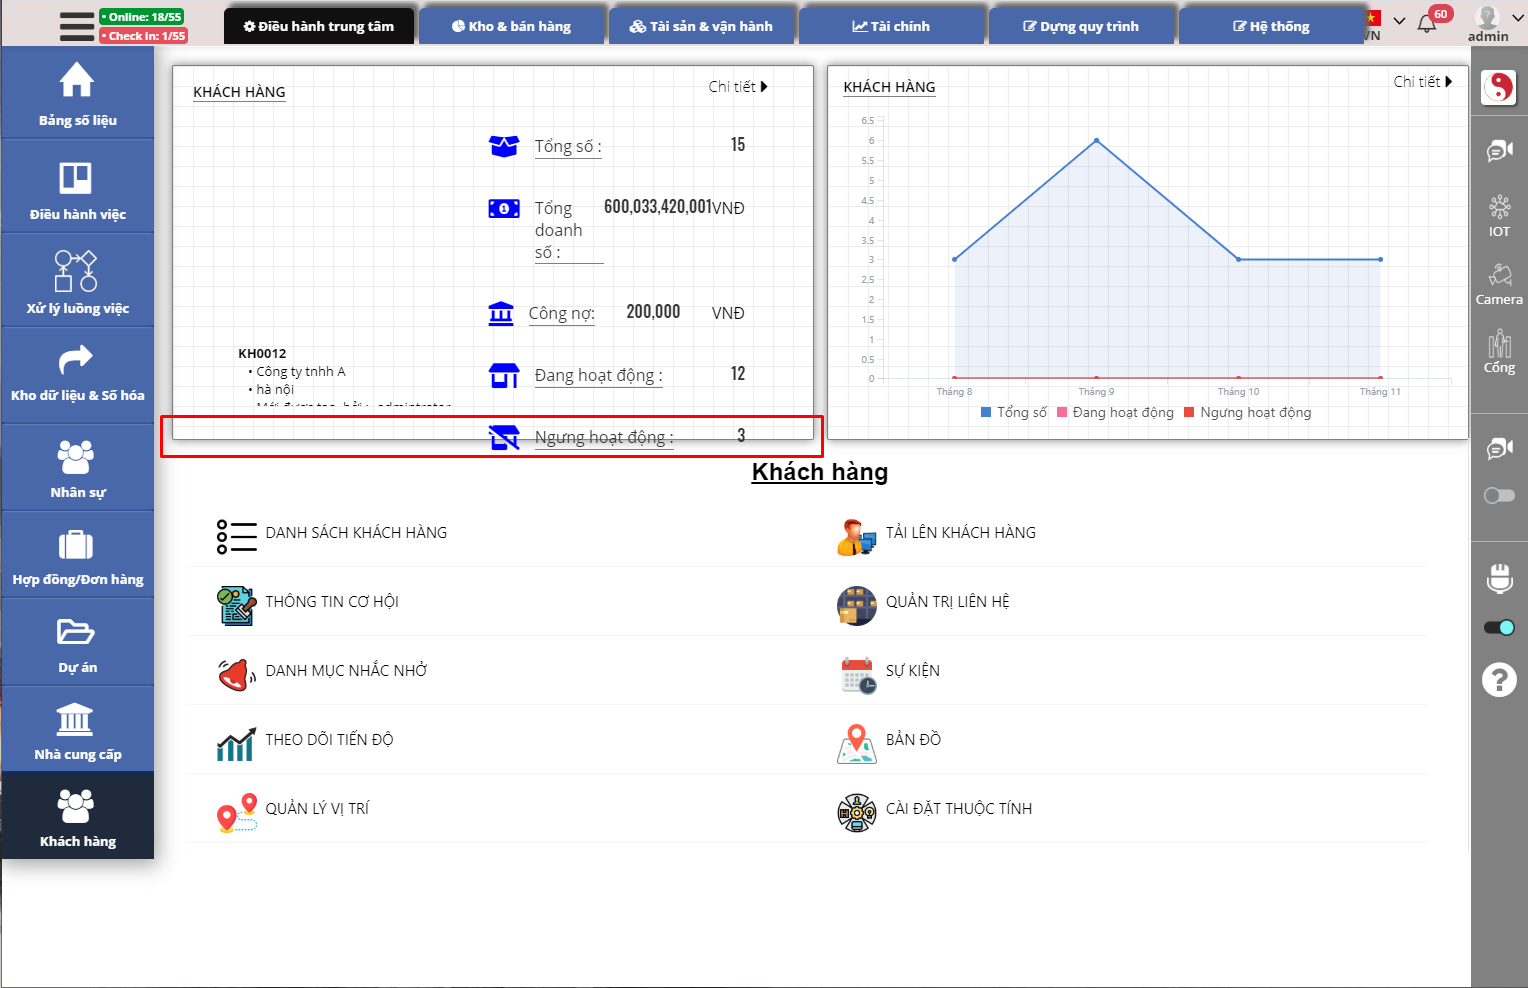 • Online: 18/55
• Check in: 1/55
Điều hành trung tâm
Kho & bán hàng
Tài sản & vận hành
Tài chính
Dựng quy trình
Hệ thống
VN
60
admin
Bảng số liệu
Điều hành việc
Xử lý luồng việc
Kho dữ liệu & Số hóa
Nhân sự
Hợp đồng/Đơn hàng
Dự án
Nhà cung cấp
Khách hàng
KHÁCH HÀNG
Chi tiết
Tổng số : 15
Tổng doanh số : 600,033,420,001VNĐ
Công nợ: 200,000 VNĐ
Đang hoạt động : 12
Ngưng hoạt động : 3
KH0012
• Công ty tnhh A
• hà nội
KHÁCH HÀNG
Chi tiết
6.5
6
5.5
5
4.5
4
3.5
3
2.5
2
1.5
1
0.5
0
Tháng 8
Tháng 9
Tháng 10
Tháng 11
Tổng số
Đang hoạt động
Ngưng hoạt động
Khách hàng
DANH SÁCH KHÁCH HÀNG
TẢI LÊN KHÁCH HÀNG
THÔNG TIN CƠ HỘI
QUẢN TRỊ LIÊN HỆ
DANH MỤC NHẮC NHỞ
SỰ KIỆN
THEO DÕI TIẾN ĐỘ
BẢN ĐỒ
QUẢN LÝ VỊ TRÍ
CÀI ĐẶT THUỘC TÍNH
IOT
Camera
Cổng